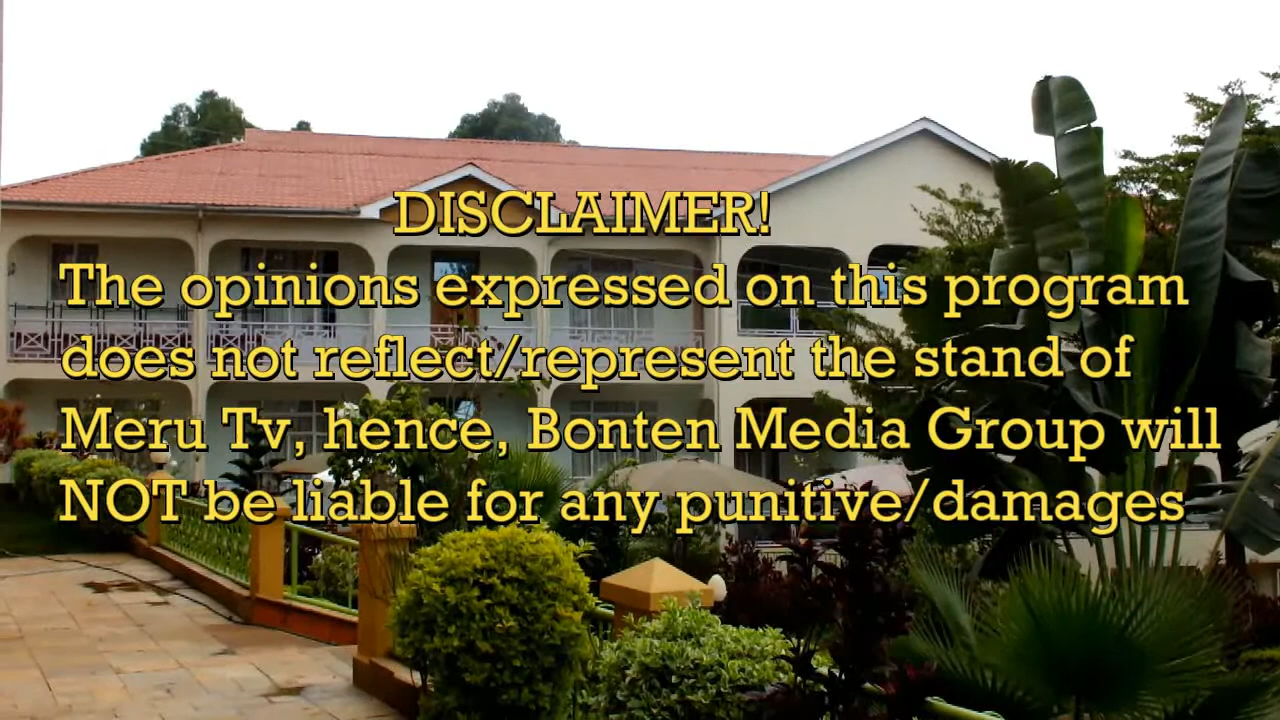 DISCLAIMER!
The opinions expressed on this program
does not reflect/represent the stand of
Meru Tv, hence, Bonten Media Group will
NOT be liable for any punitive/damages